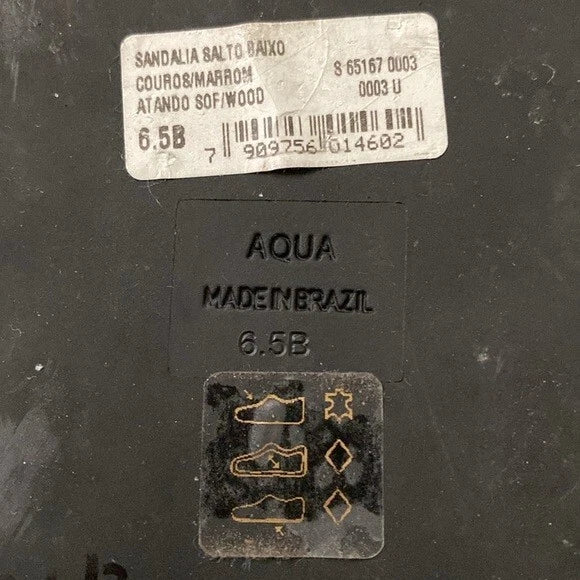 SANDALIA SALTO BAIXO
COUROS/MARROM
ATANDO SOF/WOOD
S 65167 0003
0003 U
6.5B
7 909756 014602
AQUA
MADE IN BRAZIL
6.5B